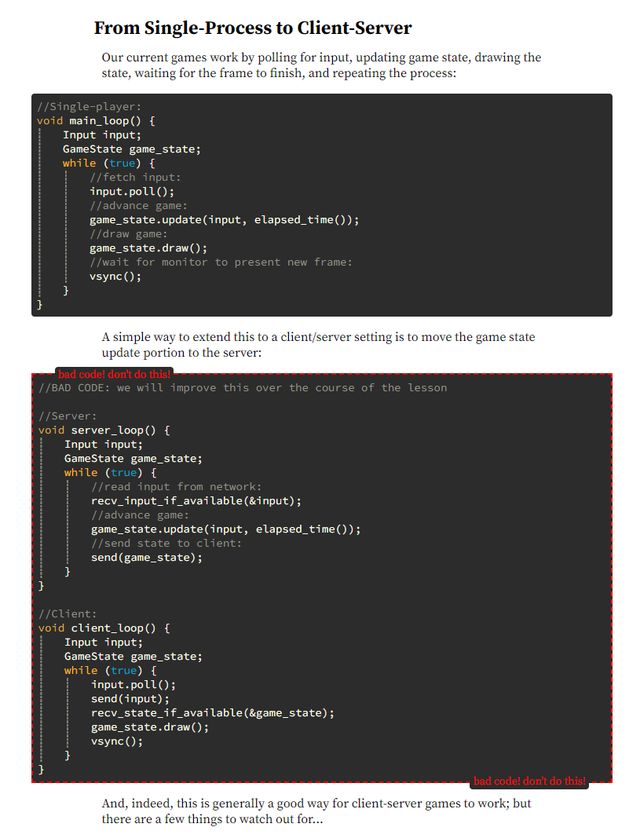 From Single-Process to Client-Server
Our current games work by polling for input, updating game state, drawing the
state, waiting for the frame to finish, and repeating the process:
//Single-player:
void main_loop() {
    Input input;
    GameState game_state;
    while (true) {
        //fetch input:
        input.poll();
        //advance game:
        game_state.update(input, elapsed_time());
        //draw game:
        game_state.draw();
        //wait for monitor to present new frame:
        vsync();
    }
}
A simple way to extend this to a client/server setting is to move the game state
update portion to the server:
bad code! don't do this!
//BAD CODE: we will improve this over the course of the lesson

//Server:
void server_loop() {
    Input input;
    GameState game_state;
    while (true) {
        //read input from network:
        recv_input_if_available(&input);
        //advance game:
        game_state.update(input, elapsed_time());
        //send state to client:
        send(game_state);
    }
}

//Client:
void client_loop() {
    Input input;
    GameState game_state;
    while (true) {
        input.poll();
        send(input);
        recv_state_if_available(&game_state);
        game_state.draw();
        vsync();
    }
}
bad code! don't do this!
And, indeed, this is generally a good way for client-server games to work; but
there are a few things to watch out for...